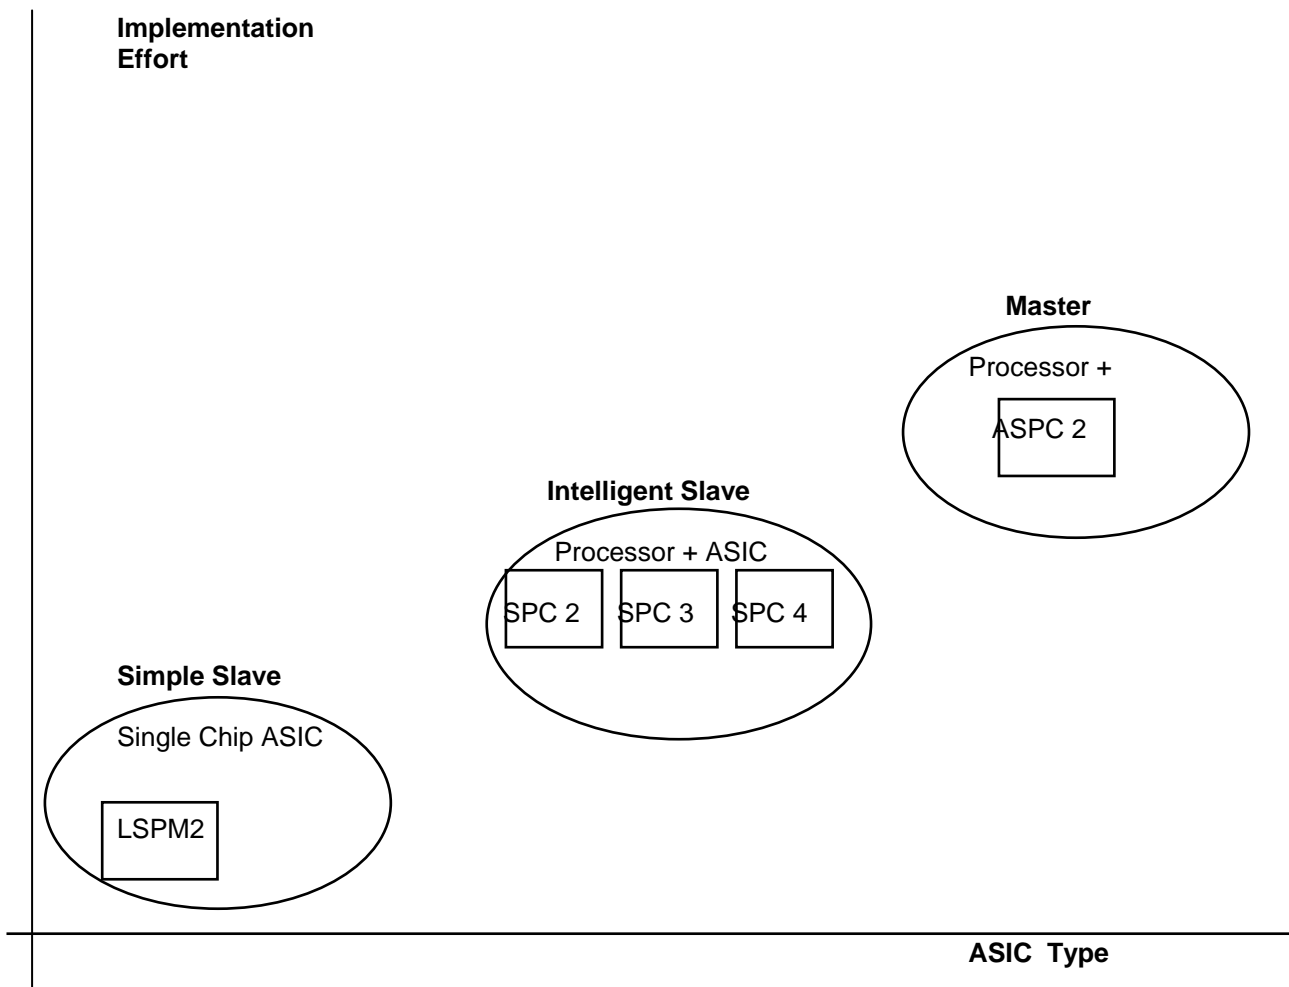 Implementation
Effort
Master
Processor +
ASPC 2
Intelligent Slave
Processor + ASIC
SPC 2 SPC 3 SPC 4
Simple Slave
Single Chip ASIC
LSPM2
ASIC Type